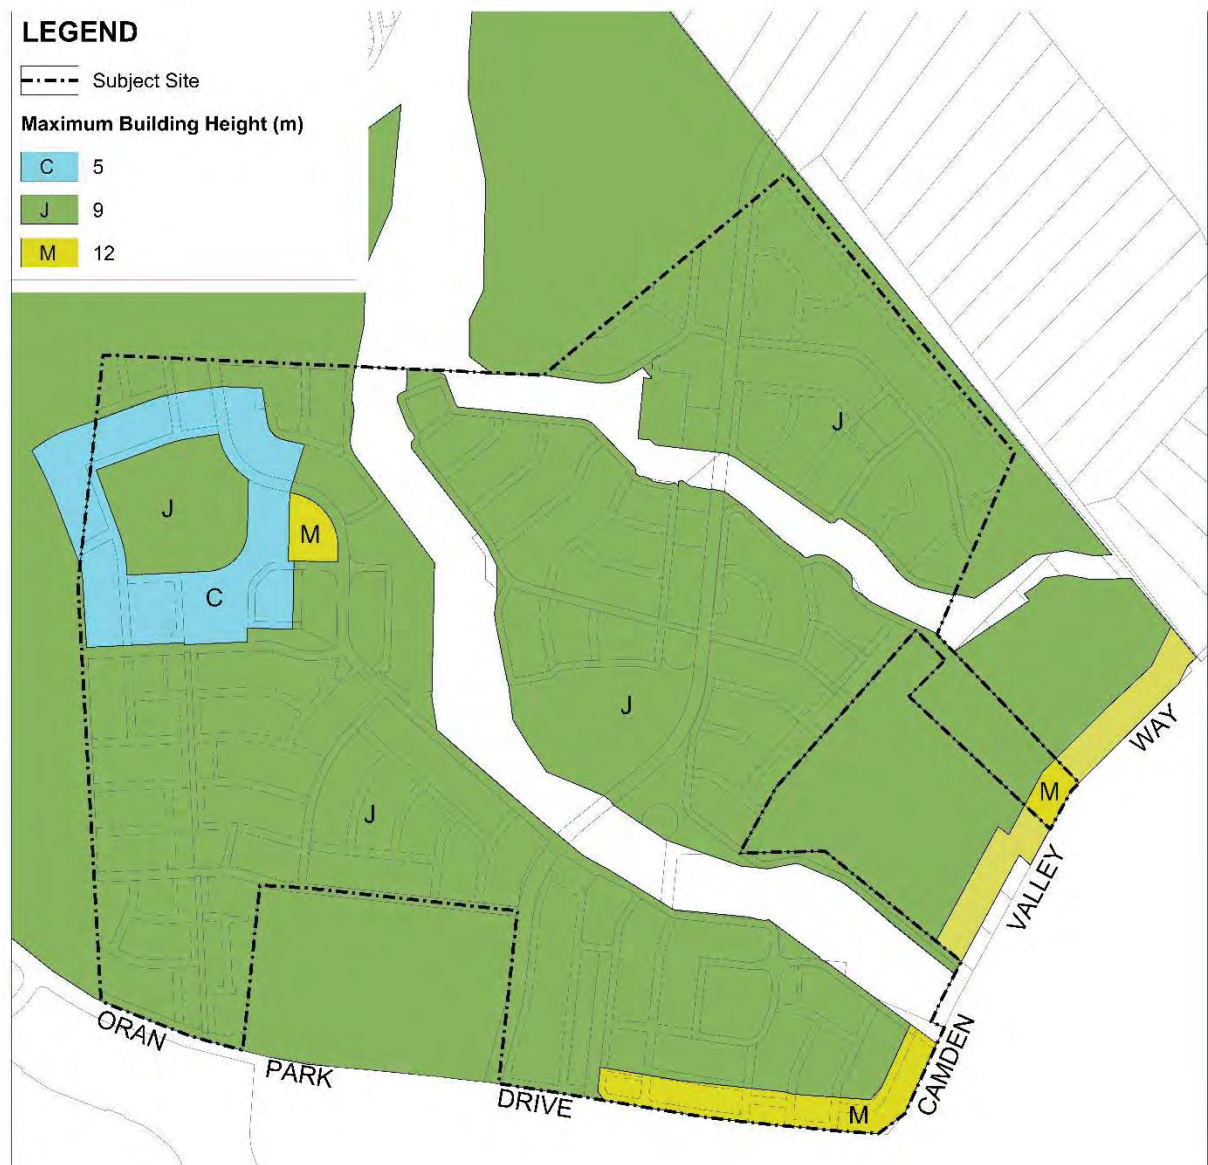 LEGEND
Subject Site
Maximum Building Height (m)
C 5
J 9
M 12
J
J
M
C
J
WAY
M
J
VALLEY
ORAN
PARK
DRIVE
CAMDEN
M